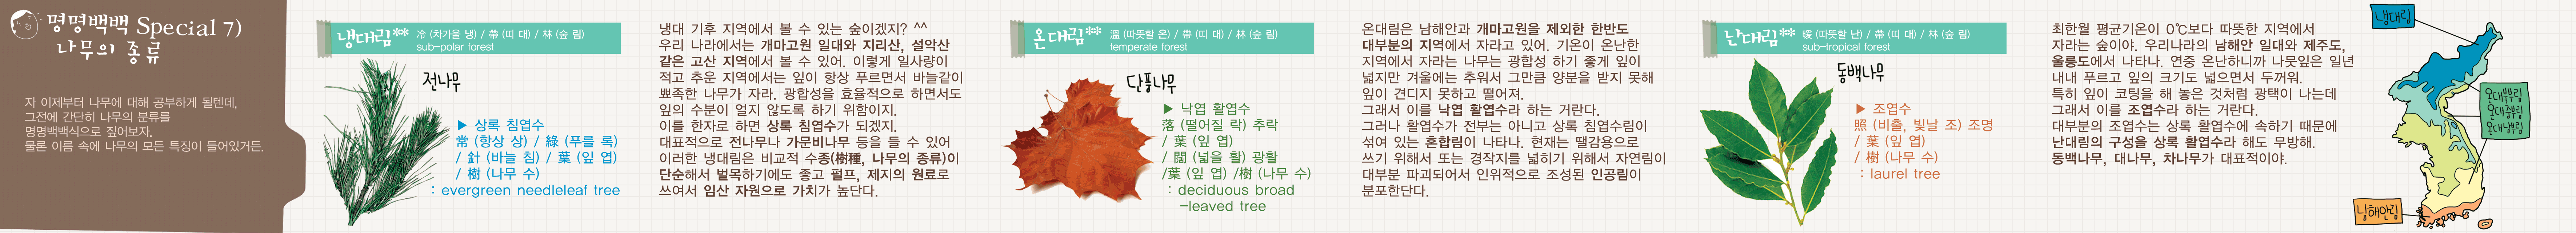 명명백백 Special 7)
나무의 종류
자 이제부터 나무에 대해 공부하게 될텐데,
그전에 간단히 나무의 분류를
명명백백식으로 짚어보자.
물론 이름 속에 나무의 모든 특징이 들어있거든.
냉대림** 冷 (차가울 냉) / 帶 (띠 대) / 林 (숲 림)
sub-polar forest
전나무
▶ 상록 침엽수
常 (항상 상) / 綠 (푸를 록)
/ 針 (바늘 침) / 葉 (잎 엽)
/ 樹 (나무 수)
: evergreen needleleaf tree
냉대 기후 지역에서 볼 수 있는 숲이겠지? ^^
우리 나라에서는 개마고원 일대와 지리산, 설악산
같은 고산 지역에서 볼 수 있어. 이렇게 일사량이
적고 추운 지역에서는 잎이 항상 푸르면서 바늘같이
뾰족한 나무가 자라. 광합성을 효율적으로 하면서도
잎의 수분이 얼지 않도록 하기 위함이지.
이를 한자로 하면 상록 침엽수가 되겠지.
대표적으로 전나무나 가문비나무 등을 들 수 있어
이러한 냉대림은 비교적 수종(樹種, 나무의 종류)이
단순해서 벌목하기에도 좋고 펄프, 제지의 원료로
쓰여서 임산 자원으로 가치가 높단다.
온대림** 溫 (따뜻할 온) / 帶 (띠 대) / 林 (숲 림)
temperate forest
단풍나무
▶ 낙엽 활엽수
落 (떨어질 락) 추락
/ 葉 (잎 엽)
/ 闊 (넓을 활) 광활
/葉 (잎 엽) /樹 (나무 수)
: deciduous broad
-leaved tree
온대림은 남해안과 개마고원을 제외한 한반도
대부분의 지역에서 자라고 있어. 기온이 온난한
지역에서 자라는 나무는 광합성 하기 좋게 잎이
넓지만 겨울에는 추워서 그만큼 양분을 받지 못해
잎이 견디지 못하고 떨어져.
그래서 이를 낙엽 활엽수라 하는 거란다.
그러나 활엽수가 전부는 아니고 상록 침엽수림이
섞여 있는 혼합림이 나타나. 현재는 땔감용으로
쓰기 위해서 또는 경작지를 넓히기 위해서 자연림이
대부분 파괴되어서 인위적으로 조성된 인공림이
분포한단다.
난대림** 暖 (따뜻할 난) / 帶 (띠 대) / 林 (숲 림)
sub-tropical forest
동백나무
▶ 조엽수
照 (비출, 빛날 조) 조명
/ 葉 (잎 엽)
/ 樹 (나무 수)
: laurel tree
최한월 평균기온이 0℃보다 따뜻한 지역에서
자라는 숲이야. 우리나라의 남해안 일대와 제주도,
울릉도에서 나타나. 연중 온난하니까 나뭇잎은 일년
내내 푸르고 잎의 크기도 넓으면서 두꺼워.
특히 잎이 코팅을 해 놓은 것처럼 광택이 나는데
그래서 이를 조엽수라 하는 거란다.
대부분의 조엽수는 상록 활엽수에 속하기 때문에
난대림의 구성을 상록 활엽수라 해도 무방해.
동백나무, 대나무, 차나무가 대표적이야.
냉대림
온대북부림
온대중부림
온대남부림
남해안림